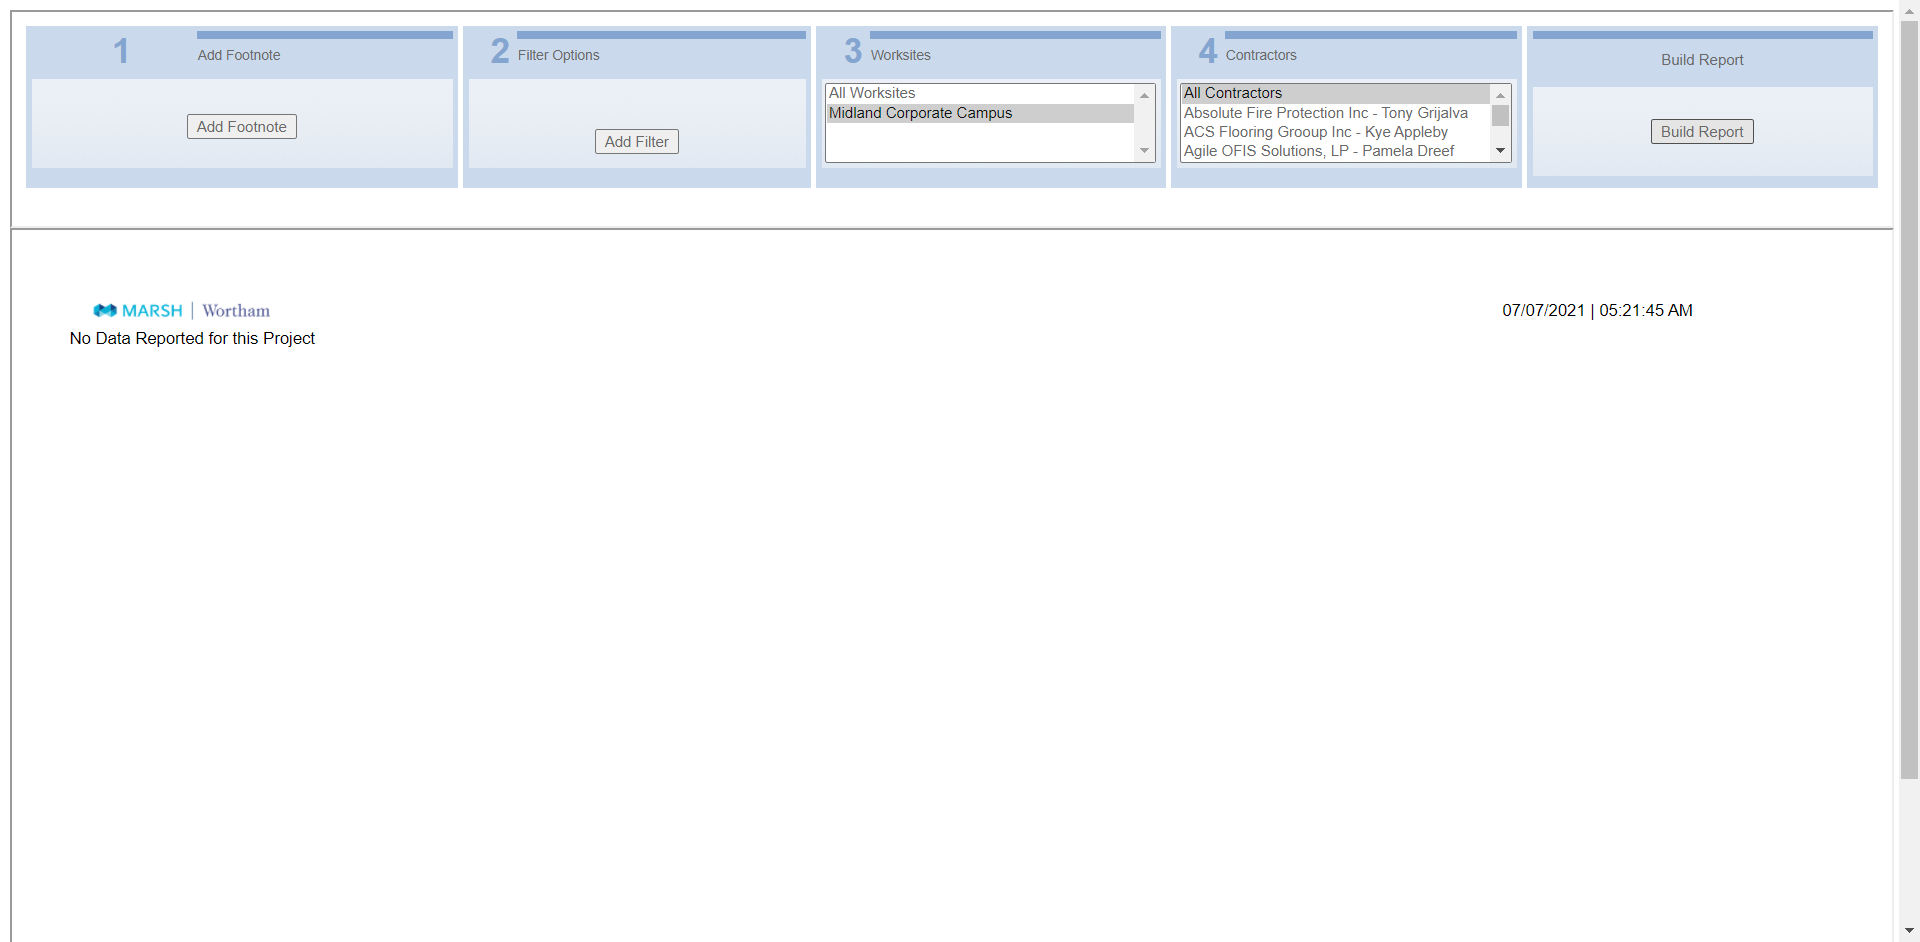 1 Add Footnote
Add Footnote
2 Filter Options
Add Filter
3 Worksites
All Worksites
Midland Corporate Campus
4 Contractors
All Contractors
Absolute Fire Protection Inc - Tony Grijalva
ACS Flooring Grooup Inc - Kye Appleby
Agile OFIS Solutions, LP - Pamela Dreef
Build Report
Build Report
MARSH | Wortham
07/07/2021 | 05:21:45 AM
No Data Reported for this Project